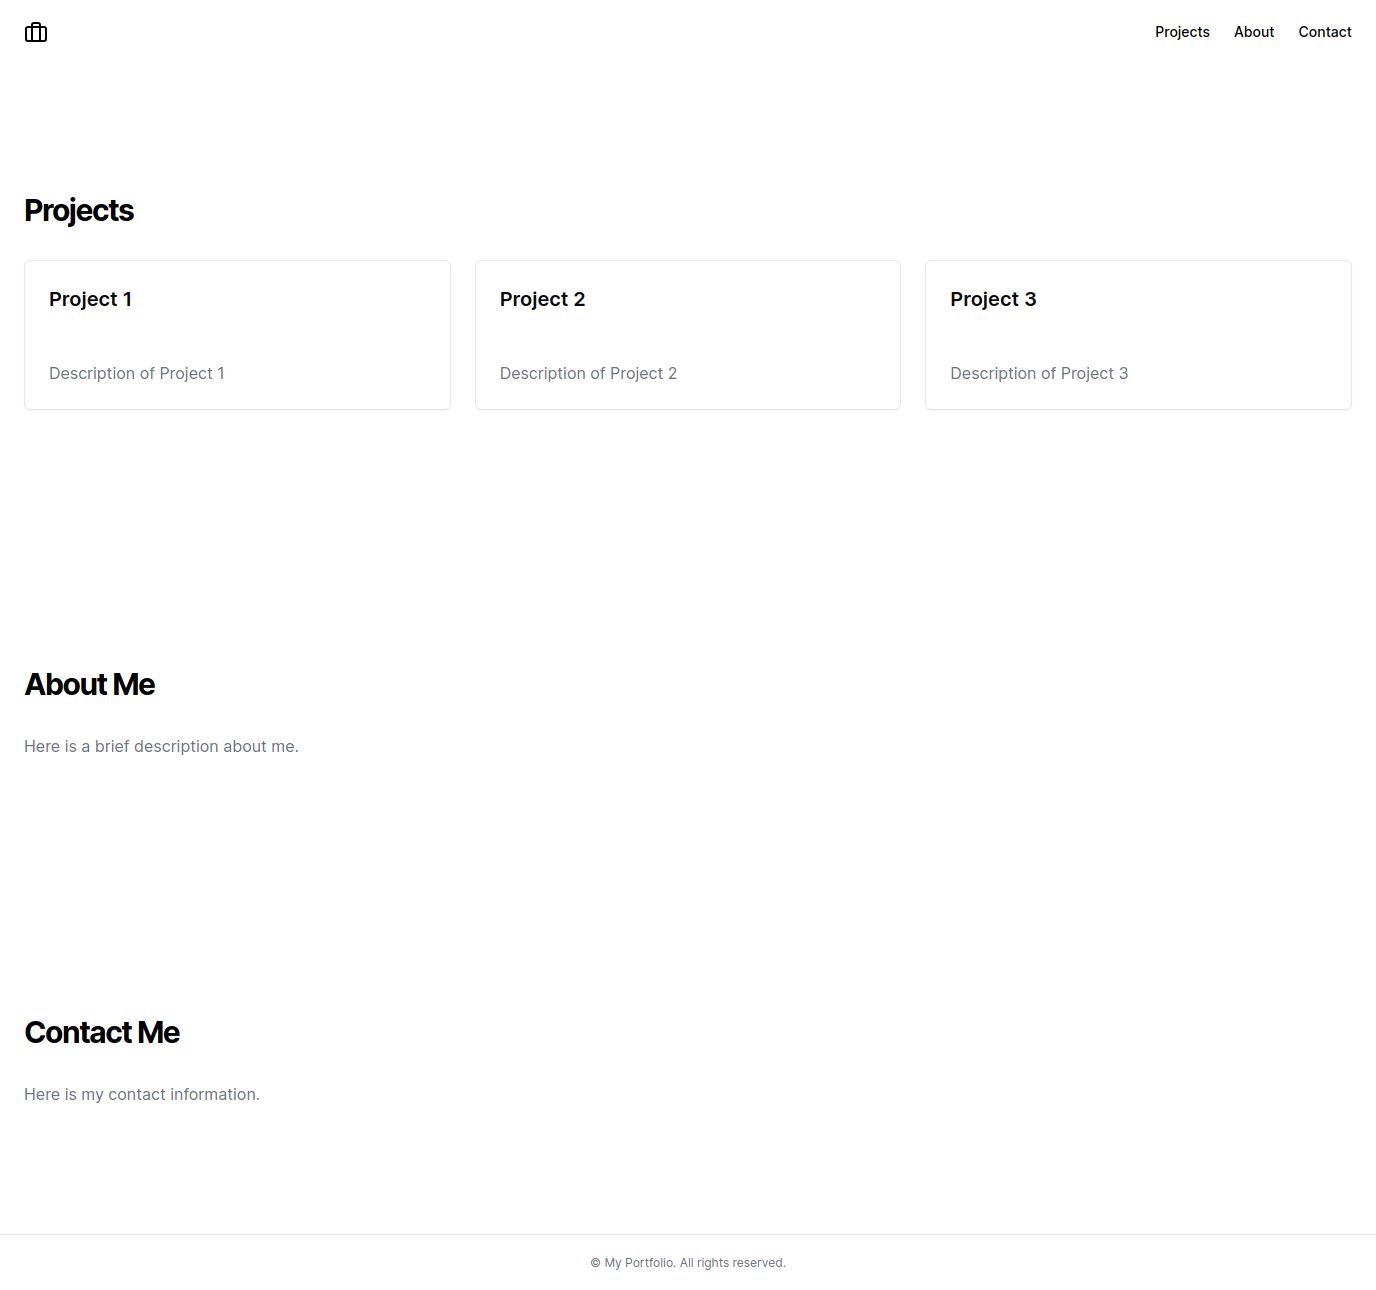 Projects About Contact
Projects
Project 1
Description of Project 1
Project 2
Description of Project 2
Project 3
Description of Project 3
About Me
Here is a brief description about me.
Contact Me
Here is my contact information.
© My Portfolio. All rights reserved.